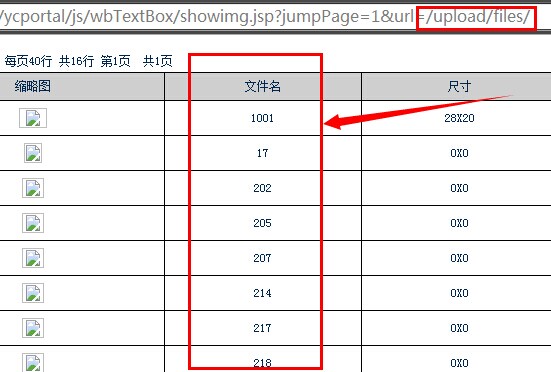 /ycportal/js/wbTextBox/showimg.jsp?jumpPage=1&url=/upload/files/
每页40行 共16行 第1页 共1页
缩略图 文件名 尺寸
1001 28X20
17 0X0
202 0X0
205 0X0
207 0X0
214 0X0
217 0X0
218 0X0